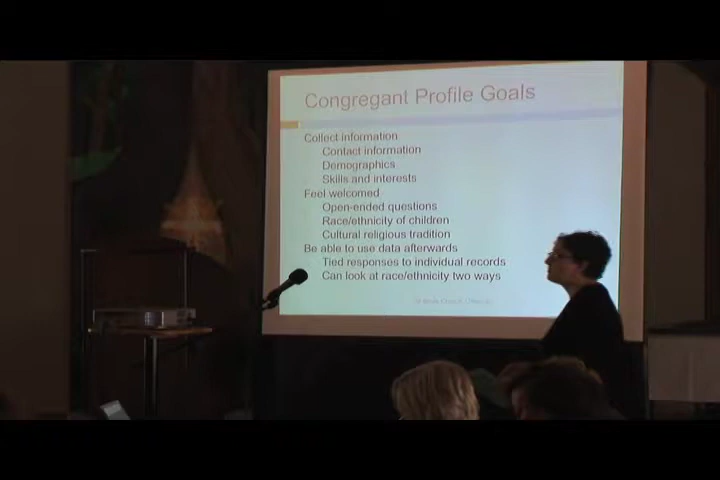 Congregant Profile Goals
Collect information
Contact information
Demographics
Skills and interests
Feel welcomed
Open-ended questions
Race/ethnicity of children
Cultural religious tradition
Be able to use data afterwards
Tied responses to individual records
Can look at race/ethnicity two ways